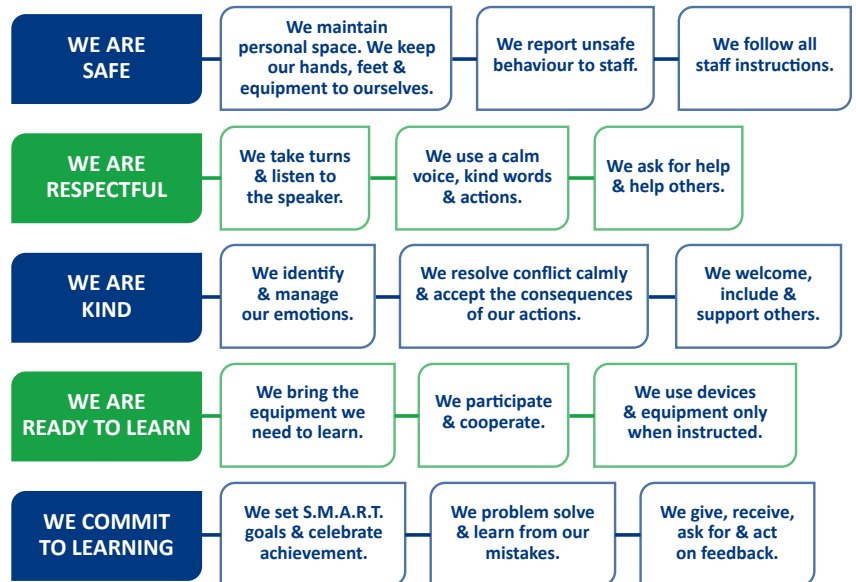 WE ARE
SAFE
We maintain
personal space. We keep
our hands, feet &
equipment to ourselves.
We report unsafe
behaviour to staff.
We follow all
staff instructions.
WE ARE
RESPECTFUL
We take turns
& listen to
the speaker.
We use a calm
voice, kind words
& actions.
We ask for help
& help others.
WE ARE
KIND
We identify
& manage
our emotions.
We resolve conflict calmly
& accept the consequences
of our actions.
We welcome,
include &
support others.
WE ARE
READY TO LEARN
We bring the
equipment we
need to learn.
We participate
& cooperate.
We use devices
& equipment only
when instructed.
WE COMMIT
TO LEARNING
We set S.M.A.R.T.
goals & celebrate
achievement.
We problem solve
& learn from our
mistakes.
We give, receive,
ask for & act
on feedback.